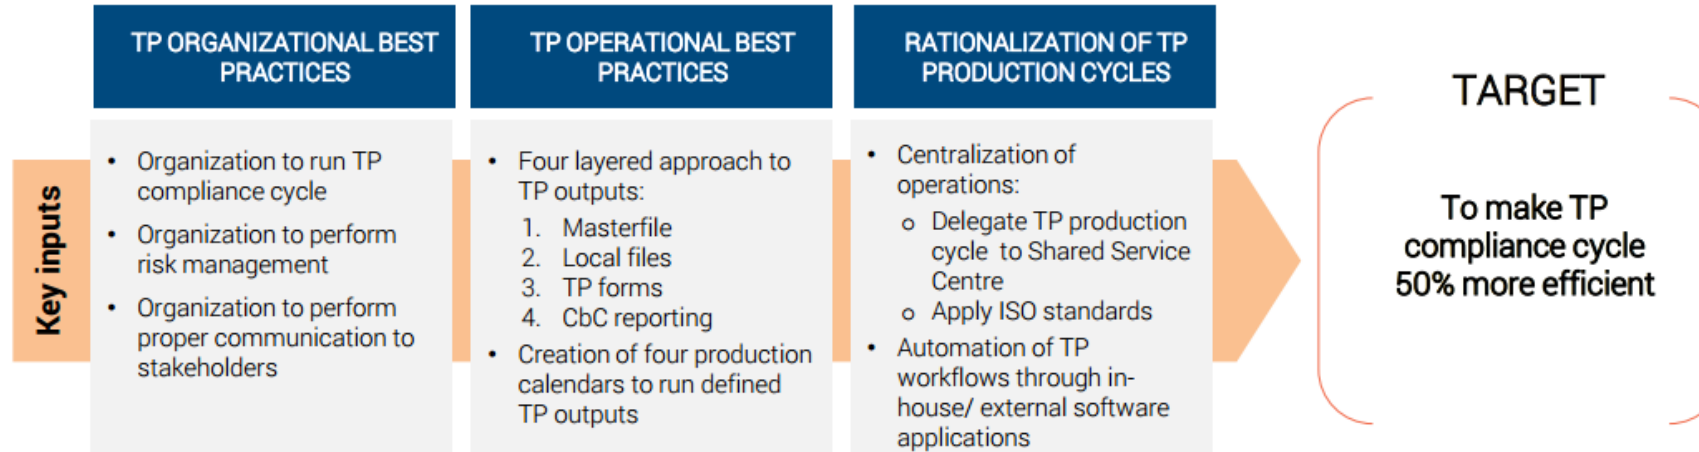 TP ORGANIZATIONAL BEST
PRACTICES
TP OPERATIONAL BEST
PRACTICES
RATIONALIZATION OF TP
PRODUCTION CYCLES
TARGET
Key inputs
• Organization to run TP
compliance cycle
• Organization to perform
risk management
• Organization to perform
proper communication to
stakeholders
• Four layered approach to
TP outputs:
1. Masterfile
2. Local files
3. TP forms
4. CbC reporting
• Creation of four production
calendars to run defined
TP outputs
• Centralization of
operations:
o Delegate TP production
cycle to Shared Service
Centre
o Apply ISO standards
• Automation of TP
workflows through in-
house/ external software
applications
To make TP
compliance cycle
50% more efficient